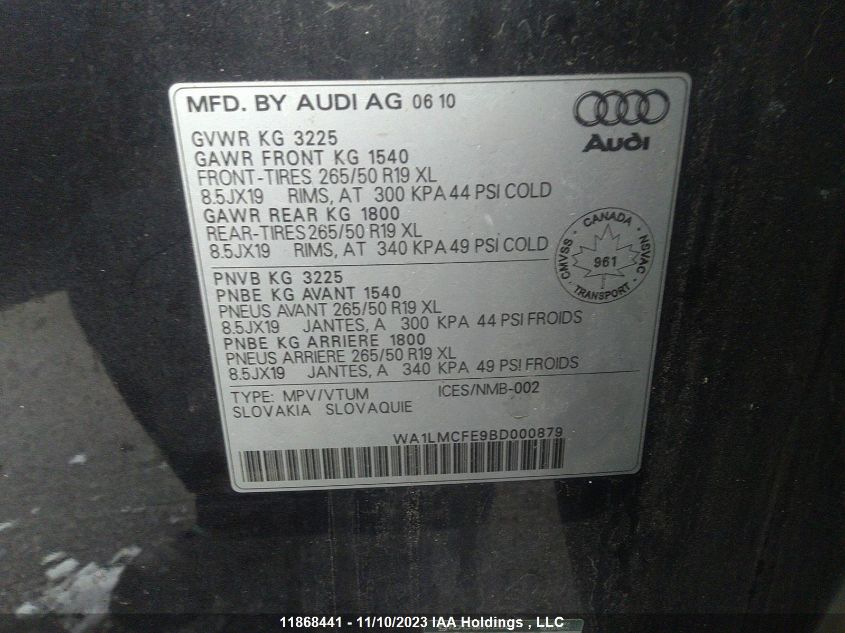 MFD. BY AUDI AG 06 10
Audi
GVWR KG 3225
GAWR FRONT KG 1540
FRONT-TIRES 265/50 R19 XL
8.5JX19 RIMS, AT 300 KPA 44 PSI COLD
GAWR REAR KG 1800
REAR-TIRES 265/50 R19 XL
8.5JX19 RIMS, AT 340 KPA 49 PSI COLD
CANADA
CMVSS 961 NSVAC
TRANSPORT
PNVB KG 3225
PNBE KG AVANT 1540
PNEUS AVANT 265/50 R19 XL
8.5JX19 JANTES, A 300 KPA 44 PSI FROIDS
PNBE KG ARRIERE 1800
PNEUS ARRIERE 265/50 R19 XL
8.5JX19 JANTES, A 340 KPA 49 PSI FROIDS
TYPE: MPV/VTUM ICES/NMB-002
SLOVAKIA SLOVAQUIE
WA1LMCFE9BD000879
11868441 - 11/10/2023 IAA Holdings , LLC